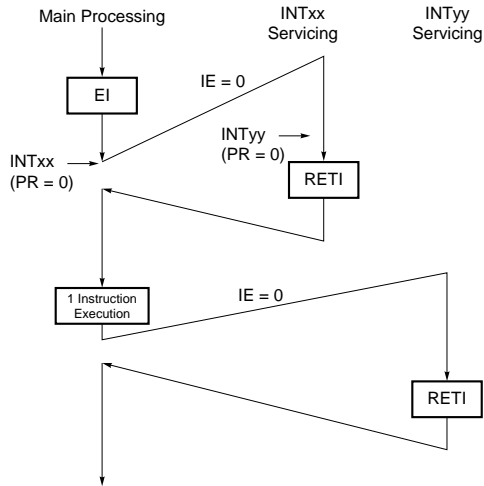 Main Processing
INTxx
Servicing
INTyy
Servicing
EI
IE = 0
INTxx
(PR = 0)
INTyy
(PR = 0)
RETI
1 Instruction
Execution
IE = 0
RETI